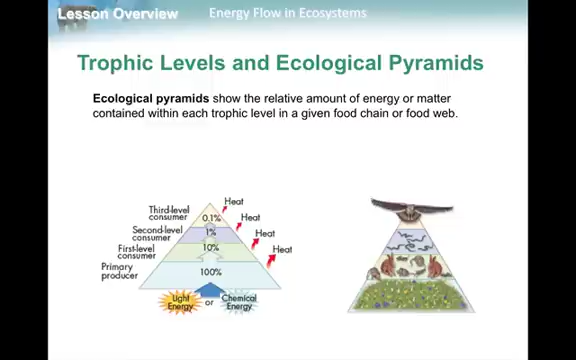 Lesson Overview
Energy Flow in Ecosystems
Trophic Levels and Ecological Pyramids
Ecological pyramids show the relative amount of energy or matter
contained within each trophic level in a given food chain or food web.
Third-level
consumer
0.1%
Heat
Second-level
consumer
1%
Heat
First-level
consumer
10%
Heat
Primary
producer
100%
Heat
Light
Energy
or
Chemical
Energy